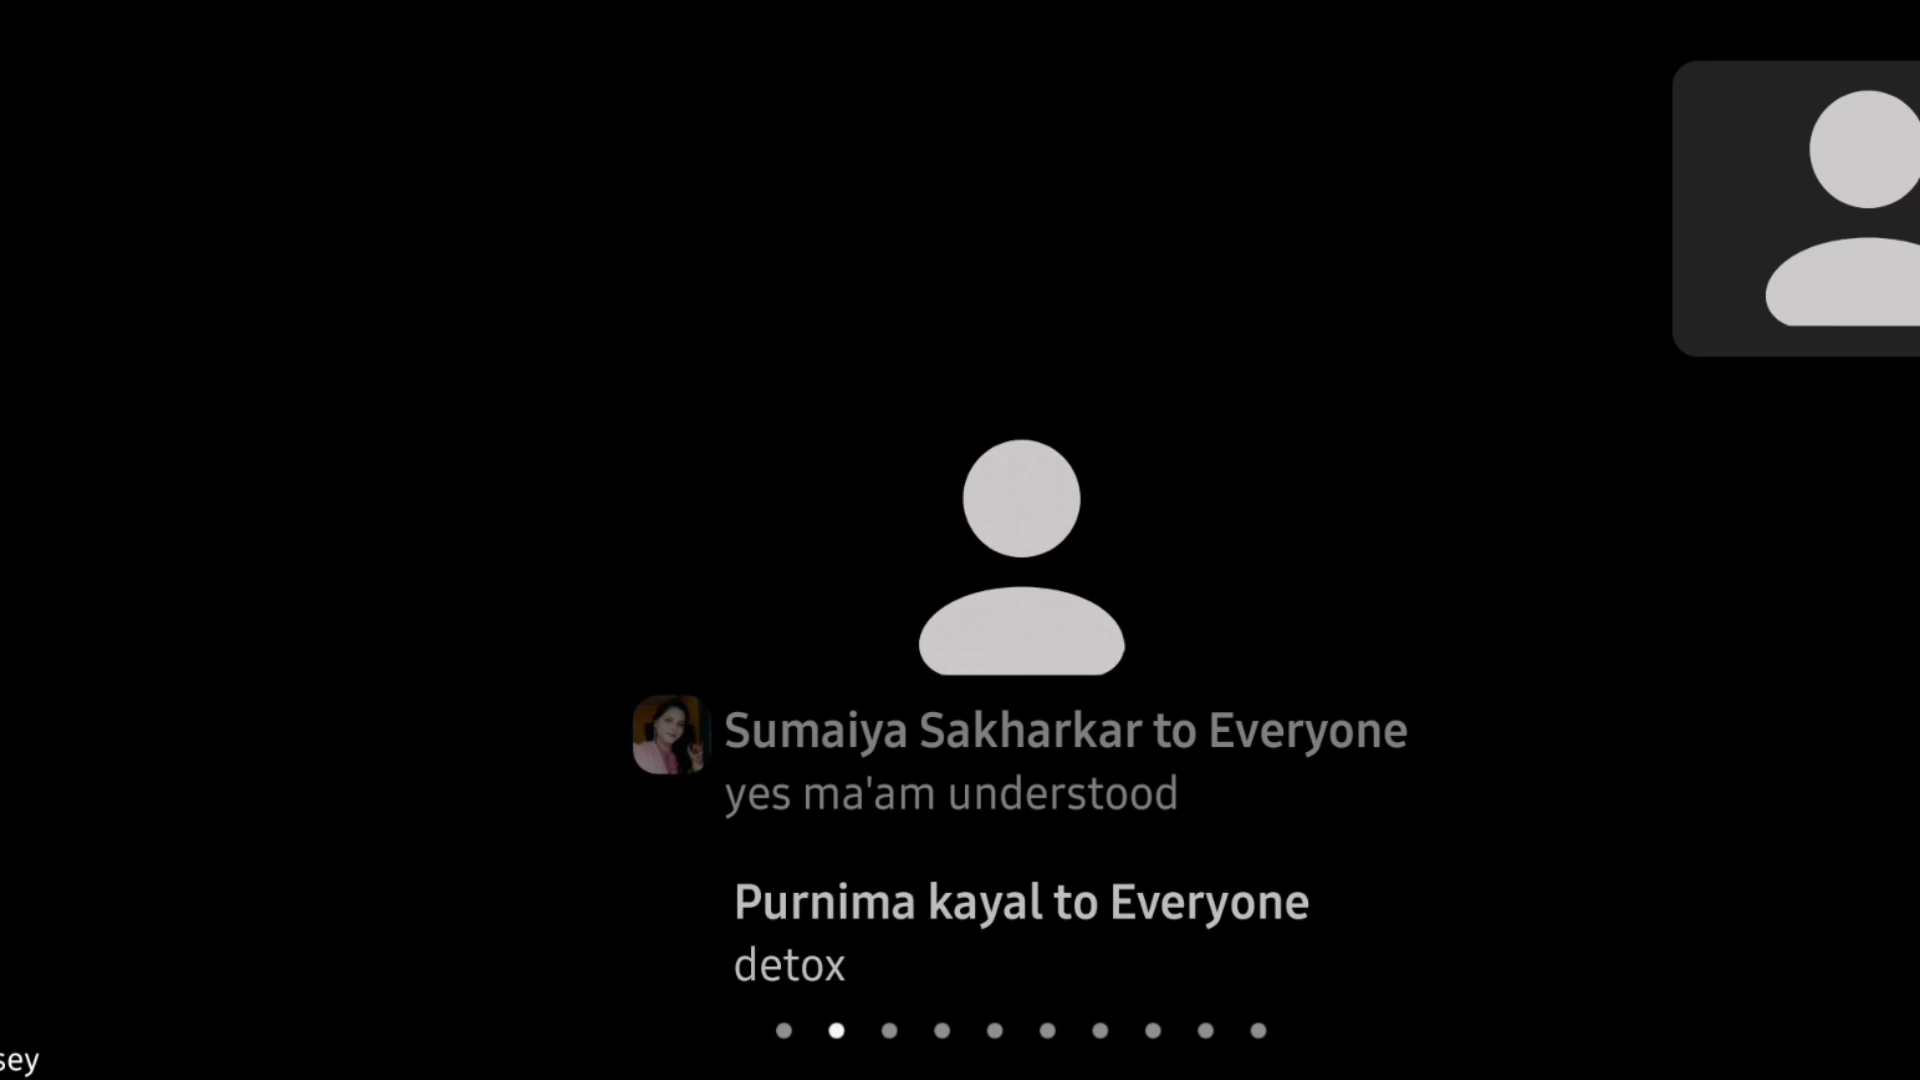 Sumaiya Sakharkar to Everyone
yes ma'am understood
Purnima kayal to Everyone
detox
sey